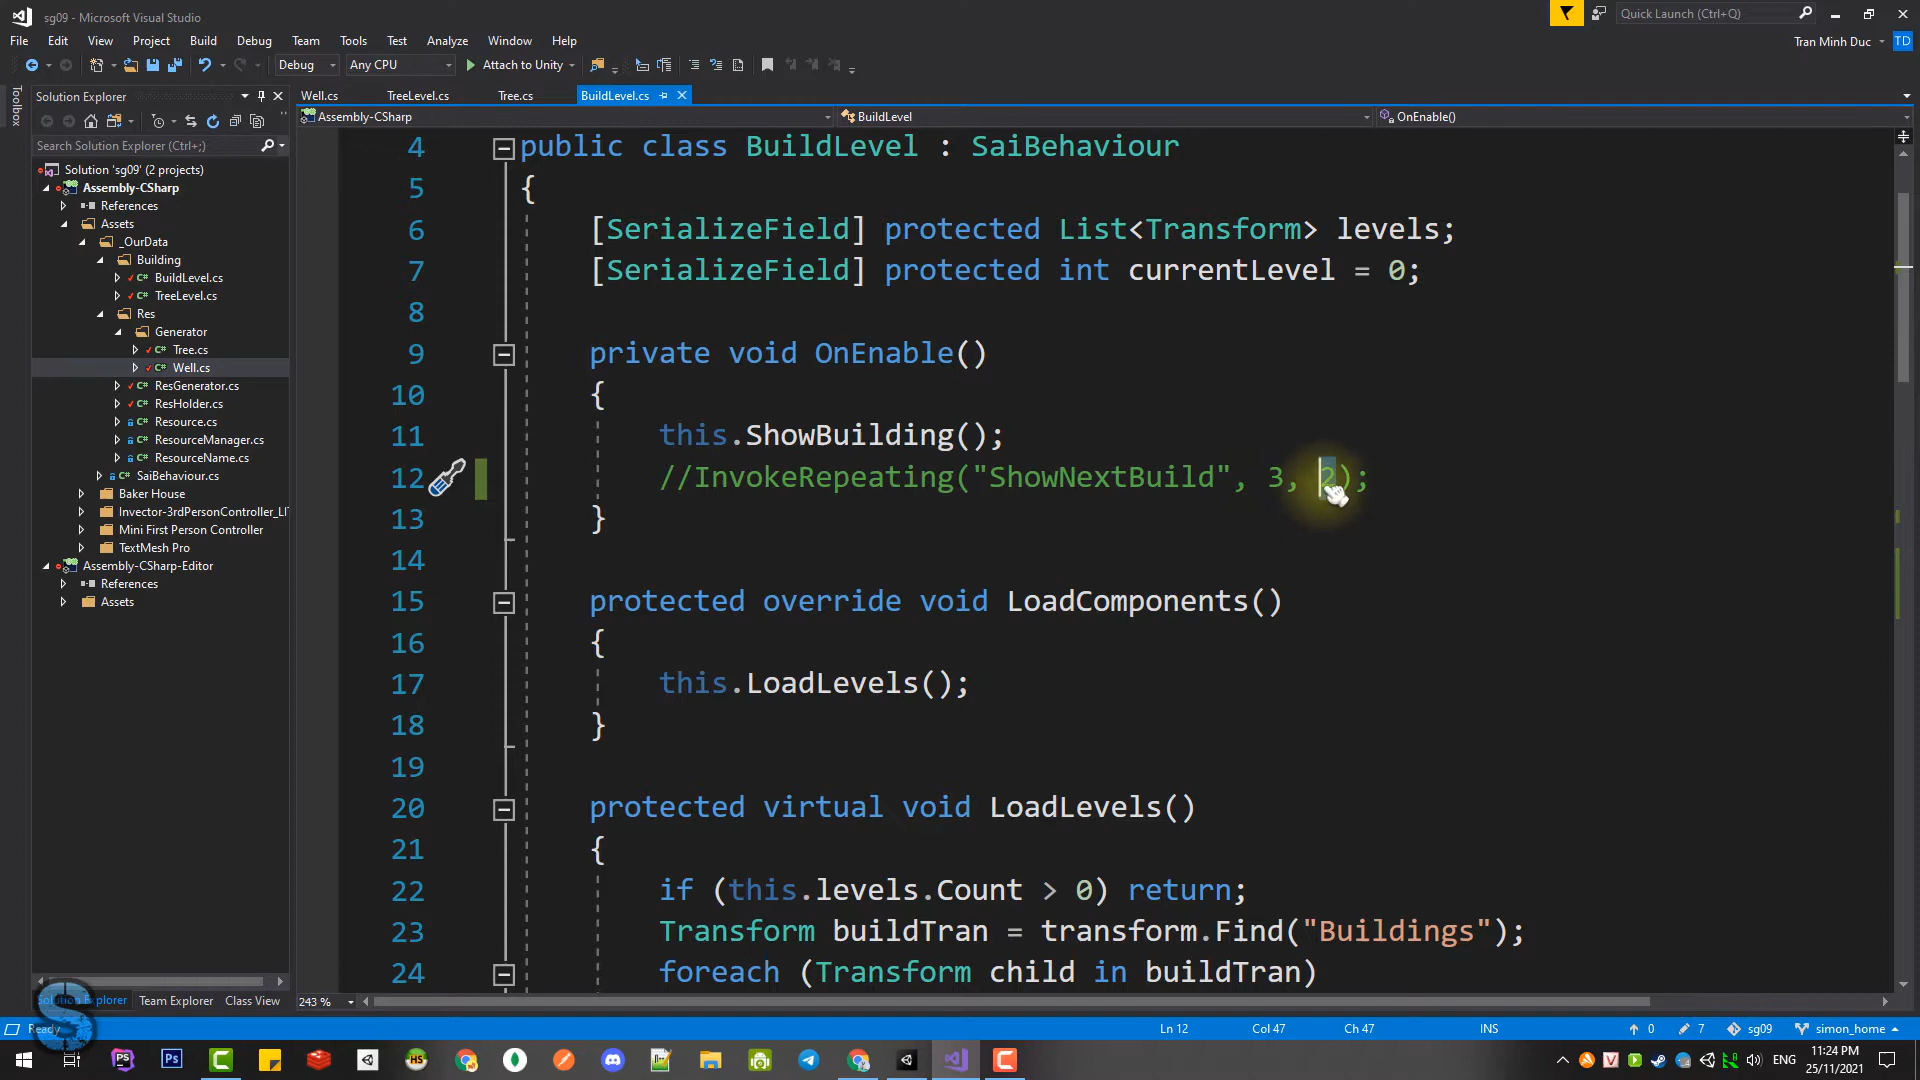 sg09 - Microsoft Visual Studio
Quick Launch (Ctrl+Q)
File Edit View Project Build Debug Team Tools Test Analyze Window Help
Tran Minh Duc TD
Debug Any CPU Attach to Unity
Toolbox
Solution Explorer
Well.cs TreeLevel.cs Tree.cs BuildLevel.cs
Assembly-CSharp BuildLevel OnEnable()
Search Solution Explorer (Ctrl+;)
Solution 'sg09' (2 projects)
Assembly-CSharp
References
Assets
_OurData
Building
BuildLevel.cs
TreeLevel.cs
Res
Generator
Tree.cs
Well.cs
ResGenerator.cs
ResHolder.cs
Resource.cs
ResourceManager.cs
ResourceName.cs
SaiBehaviour.cs
Baker House
Invector-3rdPersonController_LI
Mini First Person Controller
TextMesh Pro
Assembly-CSharp-Editor
References
Assets
4 public class BuildLevel : SaiBehaviour
5 {
6 [SerializeField] protected List<Transform> levels;
7 [SerializeField] protected int currentLevel = 0;
8
9 private void OnEnable()
10 {
11 this.ShowBuilding();
12 //InvokeRepeating("ShowNextBuild", 3, 2);
13 }
14
15 protected override void LoadComponents()
16 {
17 this.LoadLevels();
18 }
19
20 protected virtual void LoadLevels()
21 {
22 if (this.levels.Count > 0) return;
23 Transform buildTran = transform.Find("Buildings");
24 foreach (Transform child in buildTran)
243 %
Solution Explorer Team Explorer Class View
Ready Ln 12 Col 47 Ch 47 INS 0 7 sg09 simon_home
ENG
11:24 PM
25/11/2021